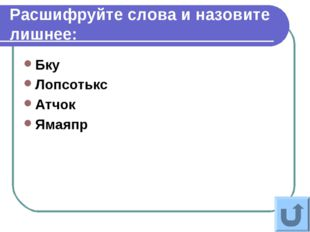 Расшифруйте слова и назовите
лишнее:
Бку
Лопсотькс
Атчок
Ямаяпр